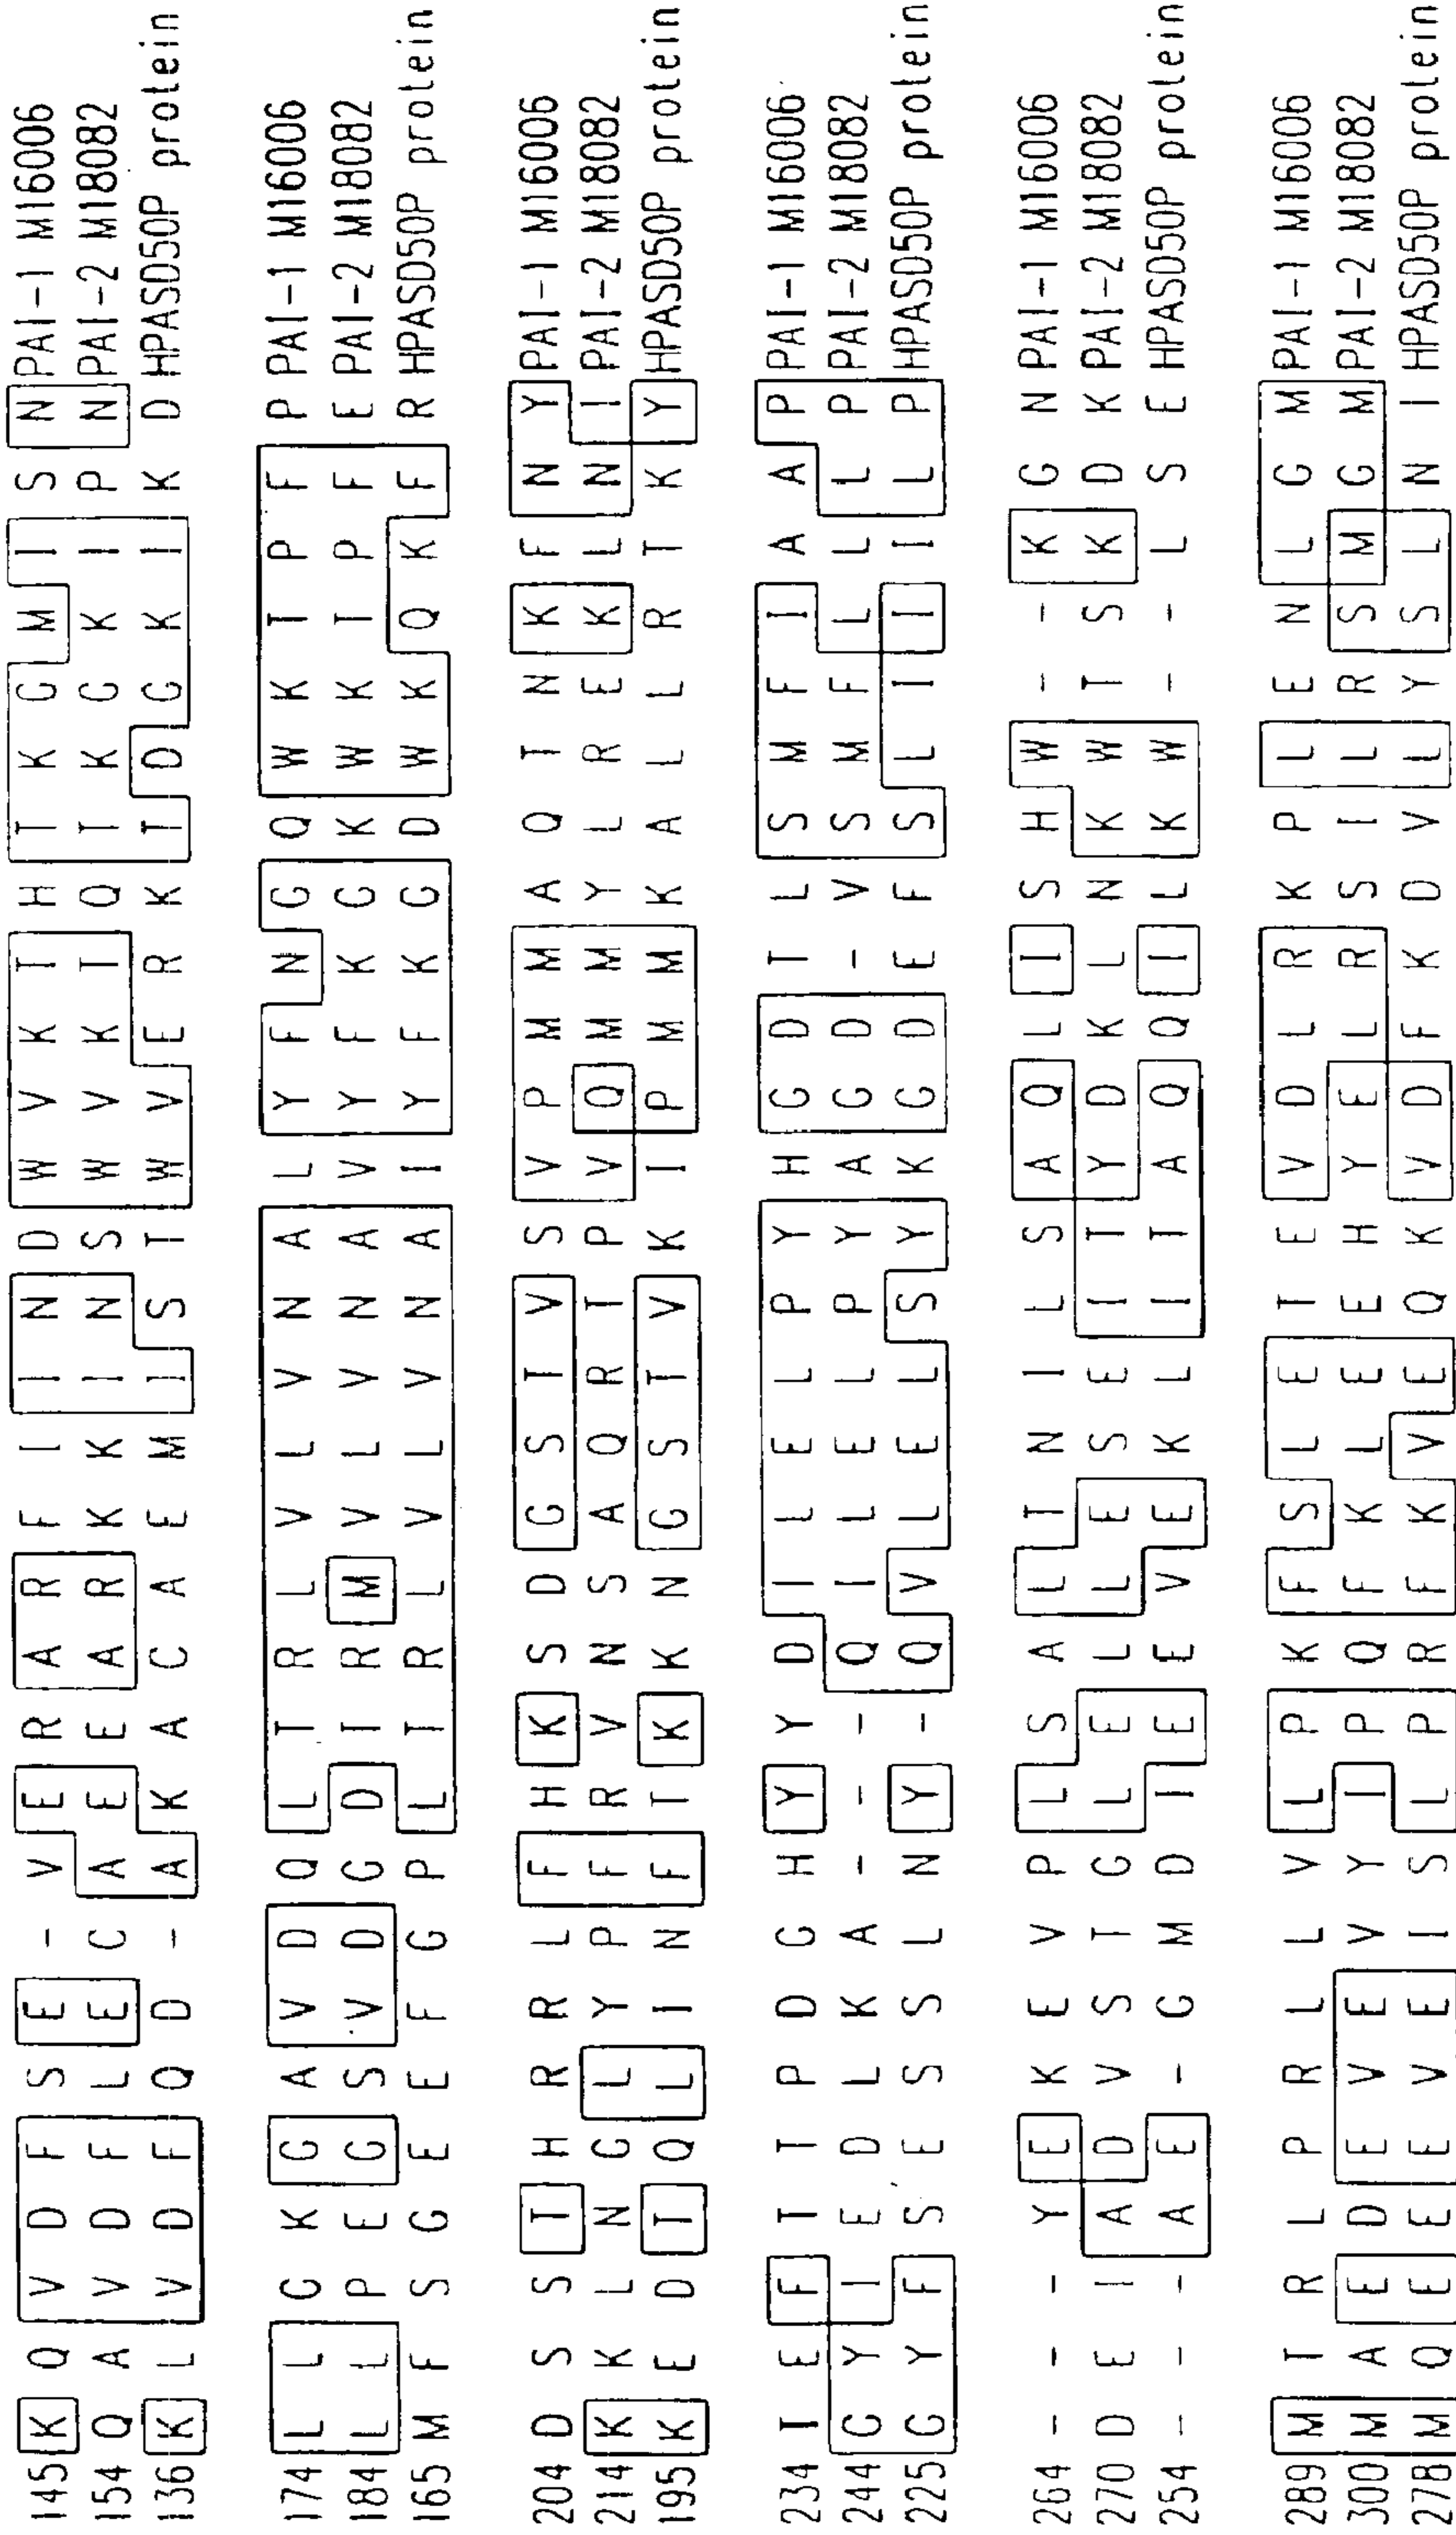 145 K Q V D F S E - V E R A R F I I N D W V K T H T K G M I S N PAI-1 M16006
154 Q A V D F L E C A E E A R K K I N S W V K T Q T K G K I P N PAI-2 M18082
136 K L V D F Q D - A K A C A E M I S T W V E R K T D G K I K D HPASD50P protein
174 L L G K G A V D Q L T R L V L V N A L Y F N G Q W K T P F P PAI-1 M16006
184 L L P E G S V D G D T R M V L V N A V Y F K G K W K T P F E PAI-2 M18082
165 M F S G E E F G P L T R L V L V N A I Y F K G D W K Q K F R HPASD50P protein
204 D S S T H R R L F H K S D G S T V S V P M M A Q T N K F N Y PAI-1 M16006
214 K K L N G L Y P F R V N S A Q R T P V Q M M Y L R E K L N I PAI-2 M18082
195 K E D T Q L I N F T K K N G S T V K I P M M K A L L R T K Y HPASD50P protein
234 T E F T T P D G H Y Y D I L E L P Y H G D T L S M F I A A P PAI-1 M16006
244 G Y I E D L K A - - - Q I L E L P Y A G D - V S M F L L L P PAI-2 M18082
225 G Y F S E S S L N Y - Q V L E L S Y K G D E F S L I I I L P HPASD50P protein
264 - - - Y E K E V P L S A L T N I L S A Q L I S H W - - K G N PAI-1 M16006
270 D E I A D V S T G L E L L E S E I T Y D K L N K W T S K D K PAI-2 M18082
254 - - - A E - G M D I E E V E K L I T A Q Q I L K W - - L S E HPASD50P protein
289 M T R L P R L L V L P K F S L E T E V D L R K P L E N L G M PAI-1 M16006
300 M A E D E V E V Y I P Q F K L E E H Y E L R S I L R S M G M PAI-2 M18082
278 M Q E E E V E I S L P R F K V E Q K V D F K D V L Y S L N I HPASD50P protein